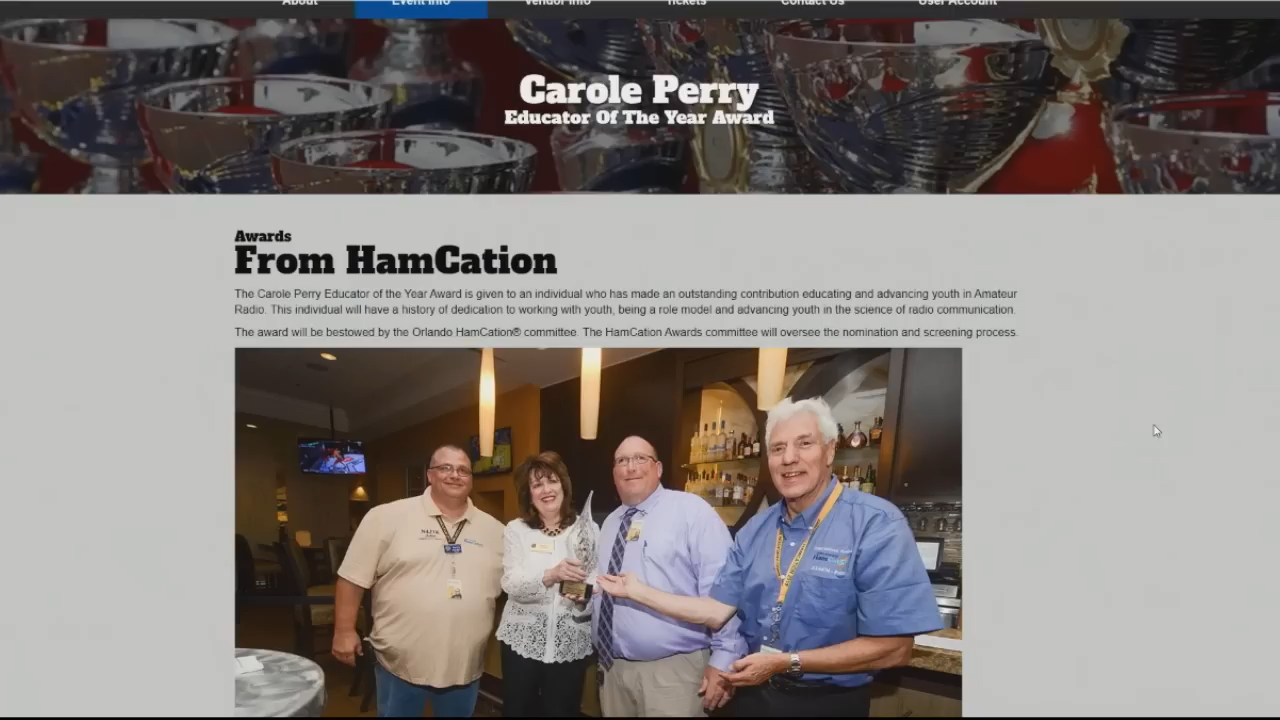 About Event Info Vendor Info Tickets Contact Us User Account
Carole Perry
Educator Of The Year Award
Awards
From HamCation
The Carole Perry Educator of the Year Award is given to an individual who has made an outstanding contribution educating and advancing youth in Amateur
Radio. This individual will have a history of dedication to working with youth, being a role model and advancing youth in the science of radio communication.
The award will be bestowed by the Orlando HamCation® committee. The HamCation Awards committee will oversee the nomination and screening process.